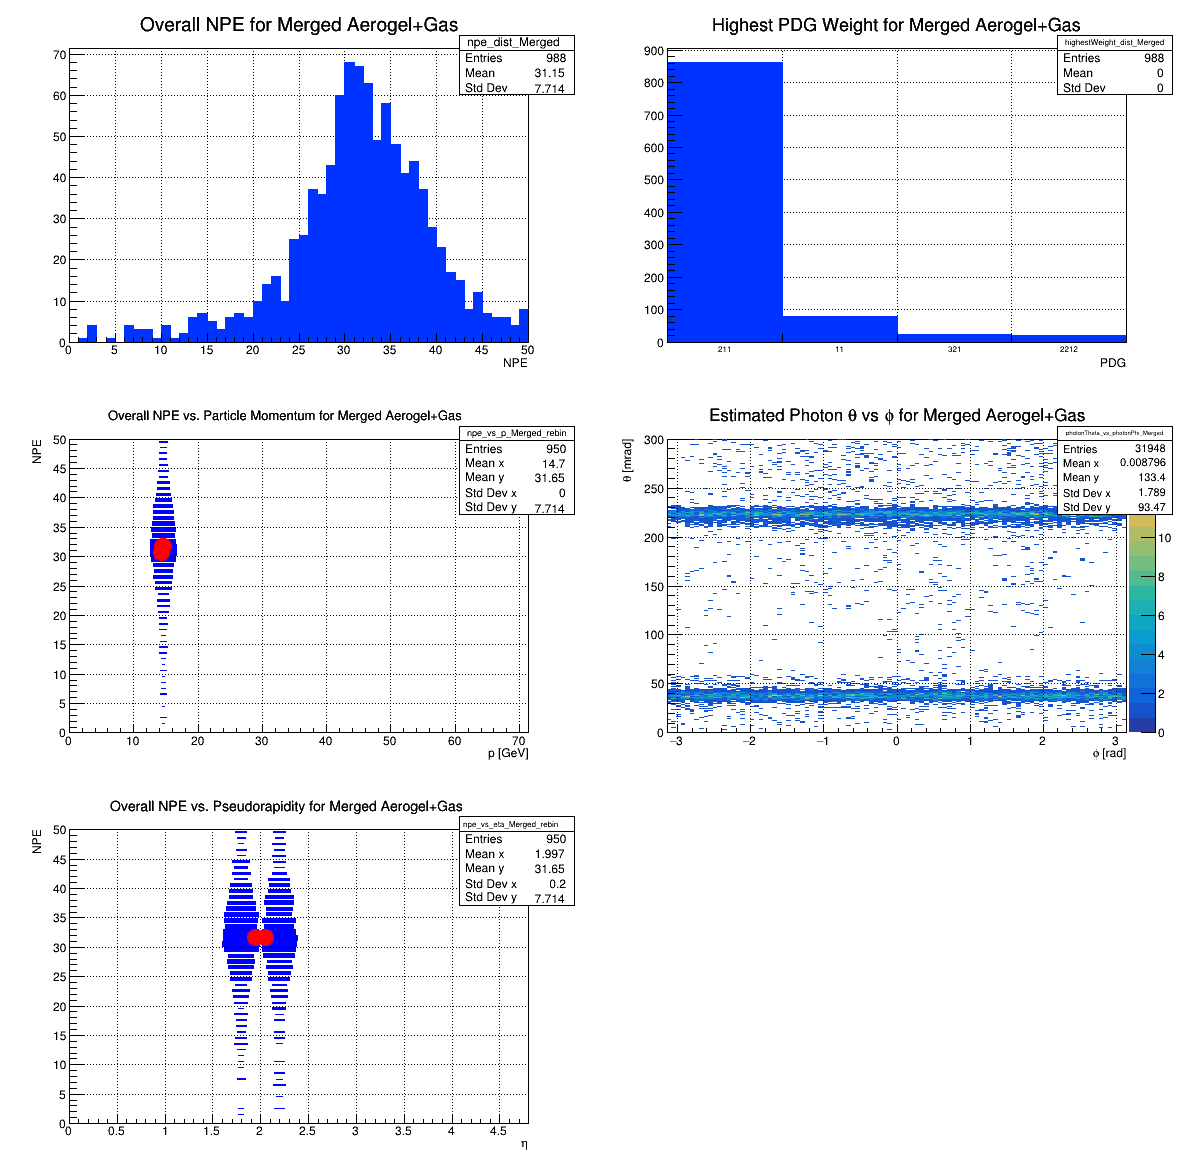 Overall NPE for Merged Aerogel+Gas
npe_dist_Merged
Entries 988
Mean 31.15
Std Dev 7.714
70
60
50
40
30
20
10
0
0 5 10 15 20 25 30 35 40 45 50
NPE
Highest PDG Weight for Merged Aerogel+Gas
highestWeight_dist_Merged
Entries 988
Mean 0
Std Dev 0
900
800
700
600
500
400
300
200
100
0
211 11 321 2212
PDG
Overall NPE vs. Particle Momentum for Merged Aerogel+Gas
npe_vs_p_Merged_rebin
Entries 950
Mean x 14.7
Mean y 31.65
Std Dev x 0
Std Dev y 7.714
NPE
50
45
40
35
30
25
20
15
10
5
0
0 10 20 30 40 50 60 70
p [GeV]
Estimated Photon θ vs ϕ for Merged Aerogel+Gas
photonTheta_vs_photonPhi_Merged
Entries 31948
Mean x 0.008796
Mean y 133.4
Std Dev x 1.789
Std Dev y 93.47
θ [mrad]
300
250
200
150
100
50
0
−3 −2 −1 0 1 2 3
ϕ [rad]
10
8
6
4
2
0
Overall NPE vs. Pseudorapidity for Merged Aerogel+Gas
npe_vs_eta_Merged_rebin
Entries 950
Mean x 1.997
Mean y 31.65
Std Dev x 0.2
Std Dev y 7.714
NPE
50
45
40
35
30
25
20
15
10
5
0
0 0.5 1 1.5 2 2.5 3 3.5 4 4.5
η